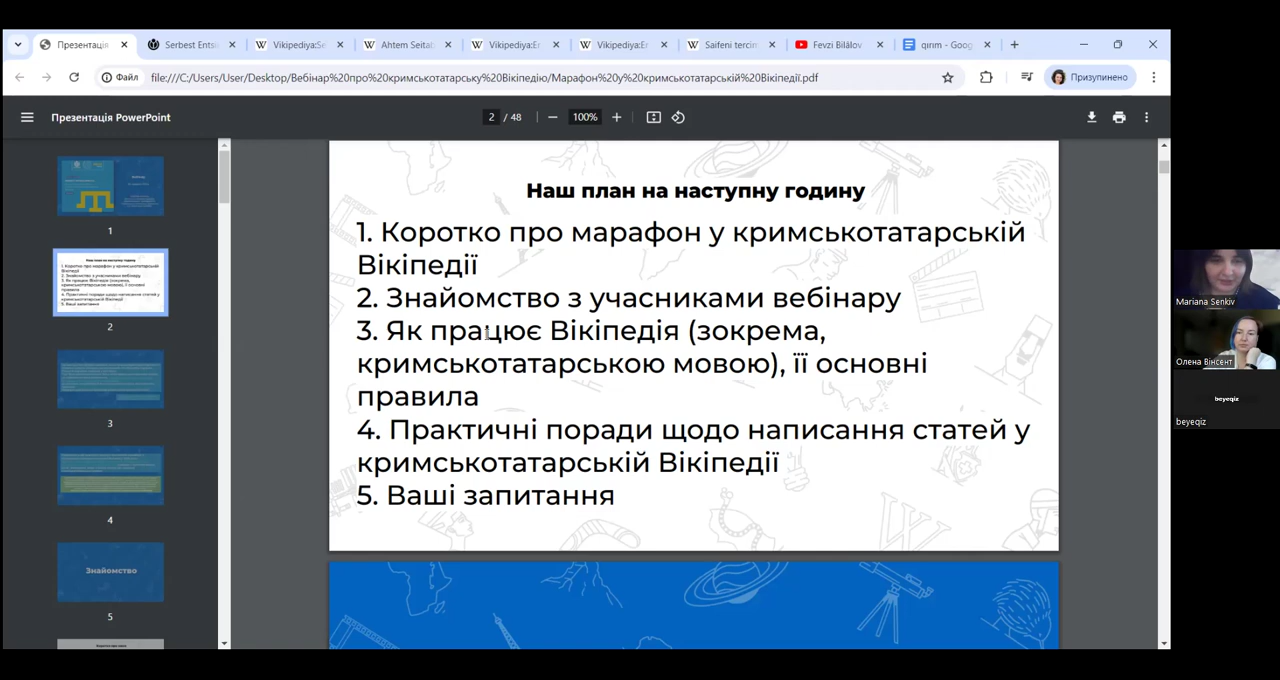 Презентація
Serbest Entsi
Vikipediya:Se
Ahtem Seitab
Vikipediya:Er
Vikipediya:Er
Saifeni tercim
Fevzi Bilâlov
qırım - Goog
Файл
file:///C:/Users/User/Desktop/Вебінар%20про%20кримськотатарську%20Вікіпедію/Марафон%20у%20кримськотатарській%20Вікіпедії.pdf
Призупинено
Презентація PowerPoint
2 / 48
100%
1
2
3
4
Знайомство
5
Наш план на наступну годину
1. Коротко про марафон у кримськотатарській
Вікіпедії
2. Знайомство з учасниками вебінару
3. Як працює Вікіпедія (зокрема,
кримськотатарською мовою), її основні
правила
4. Практичні поради щодо написання статей у
кримськотатарській Вікіпедії
5. Ваші запитання
Mariana Senkiv
Олена Вінсент
beyeqiz
beyeqiz